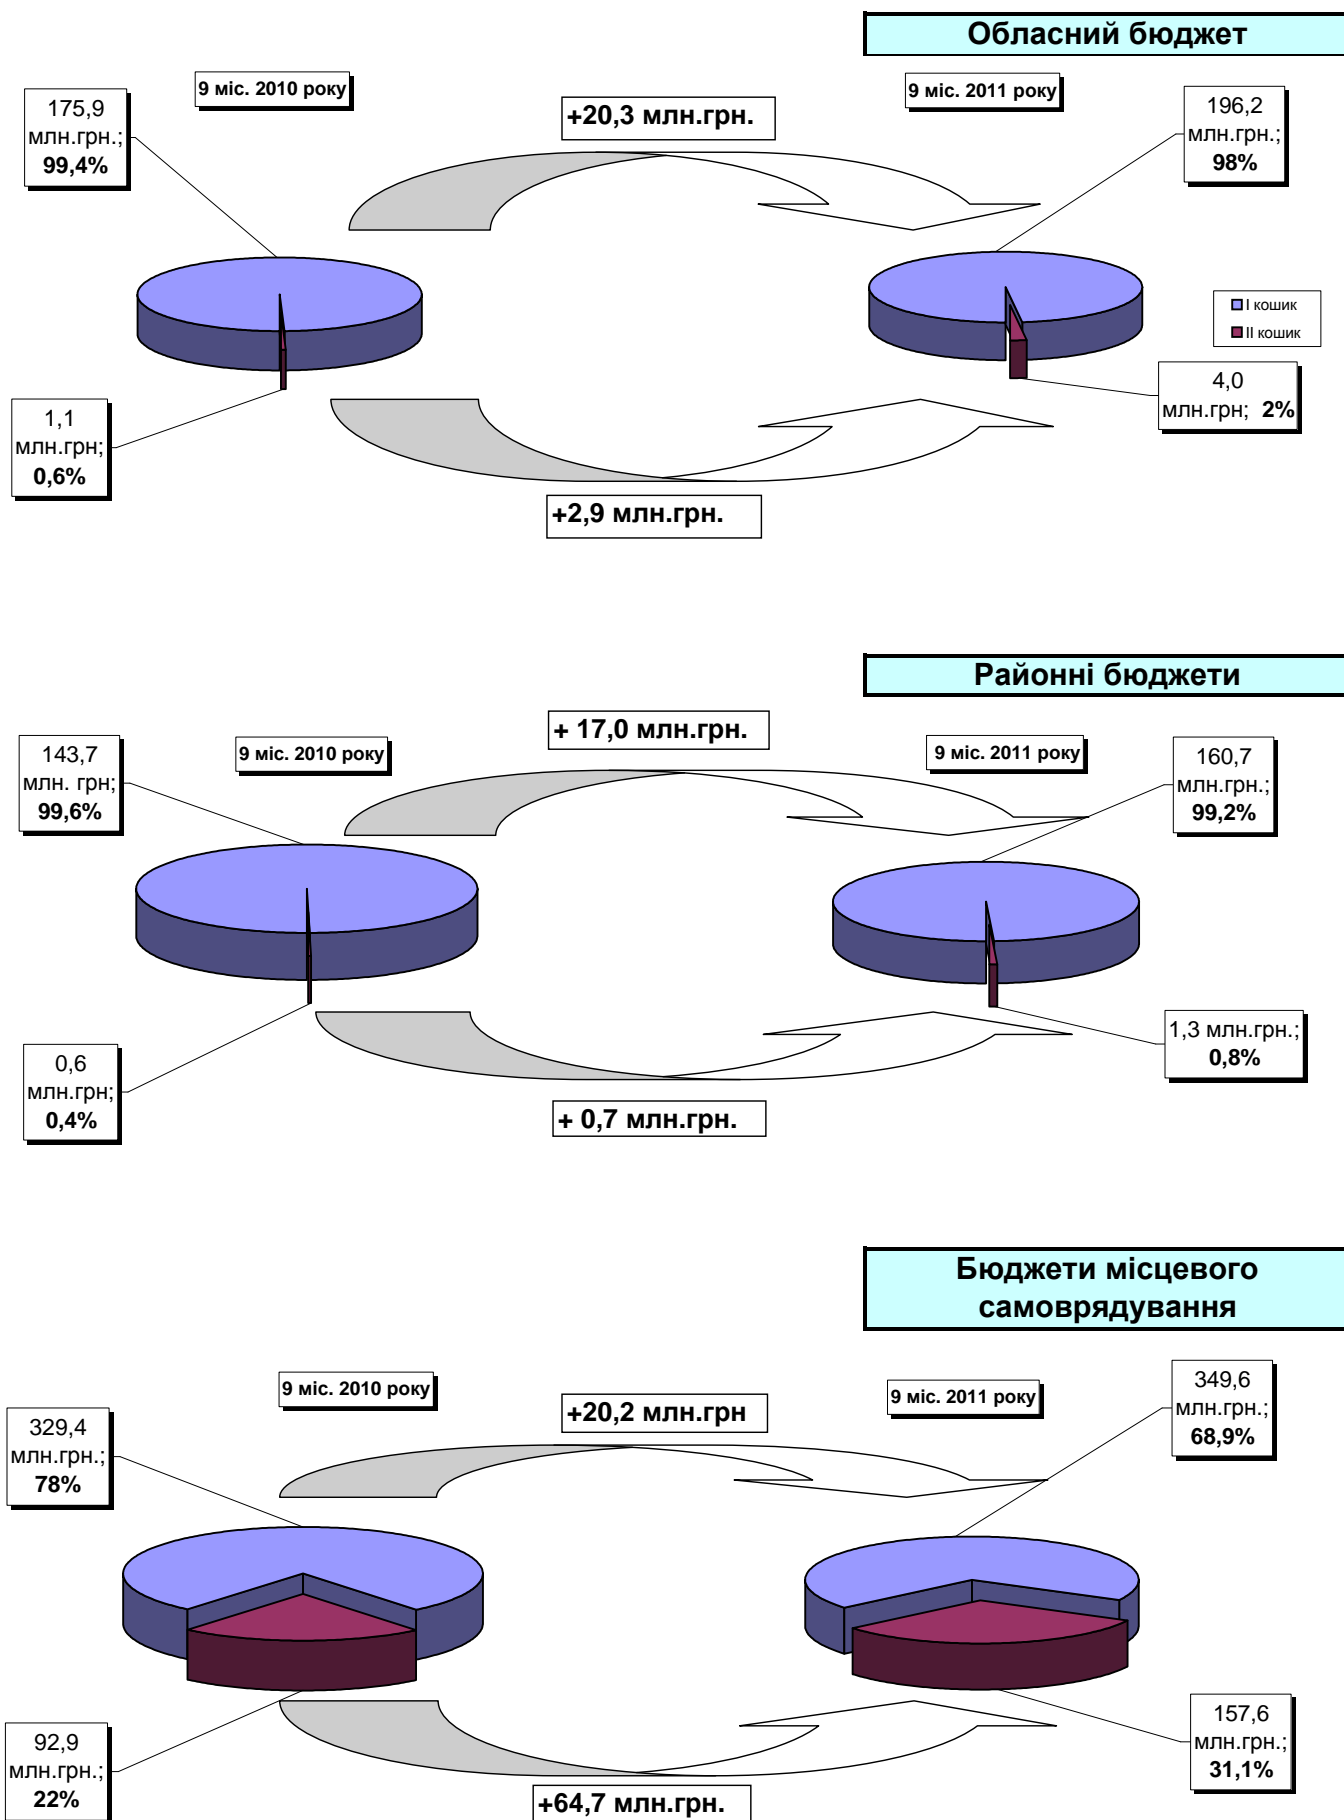 Обласний бюджет
9 міс. 2010 року
+20,3 млн.грн.
9 міс. 2011 року
175,9
млн.грн.;
99,4%
196,2
млн.грн.;
98%
І кошик
ІІ кошик
1,1
млн.грн;
0,6%
4,0
млн.грн; 2%
+2,9 млн.грн.
Районні бюджети
+ 17,0 млн.грн.
9 міс. 2010 року
9 міс. 2011 року
143,7
млн. грн;
99,6%
160,7
млн.грн.;
99,2%
0,6
млн.грн;
0,4%
1,3 млн.грн.;
0,8%
+ 0,7 млн.грн.
Бюджети місцевого
самоврядування
9 міс. 2010 року
+20,2 млн.грн
9 міс. 2011 року
329,4
млн.грн.;
78%
349,6
млн.грн.;
68,9%
92,9
млн.грн.;
22%
157,6
млн.грн.;
31,1%
+64,7 млн.грн.